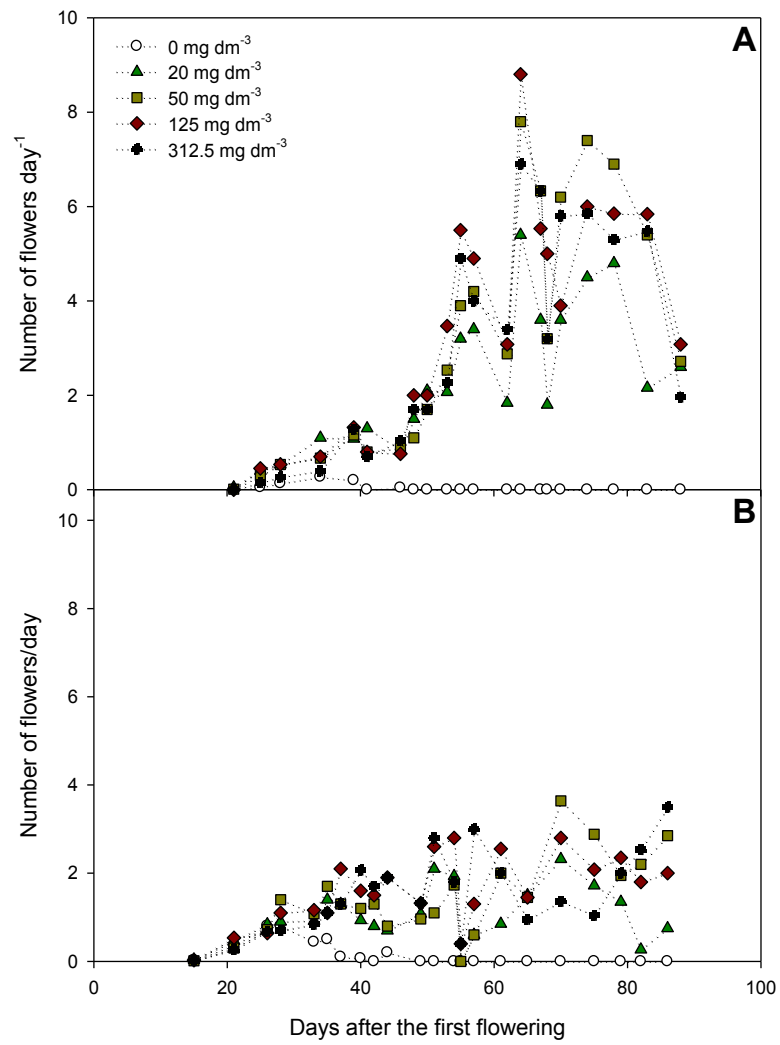 A
0 mg dm⁻³
20 mg dm⁻³
50 mg dm⁻³
125 mg dm⁻³
312.5 mg dm⁻³
Number of flowers day⁻¹
10
8
6
4
2
0
B
Number of flowers/day
10
8
6
4
2
0
0 20 40 60 80 100
Days after the first flowering